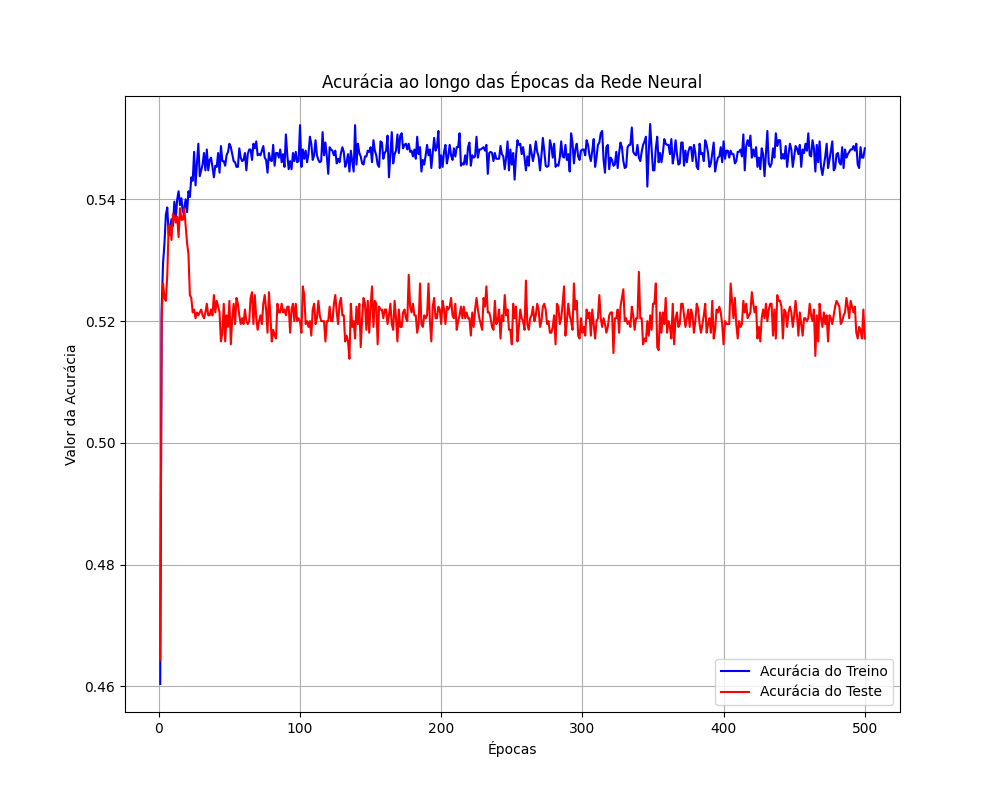 Acurácia ao longo das Épocas da Rede Neural
Valor da Acurácia
0.54
0.52
0.50
0.48
0.46
0
100
200
300
400
500
Épocas
Acurácia do Treino
Acurácia do Teste